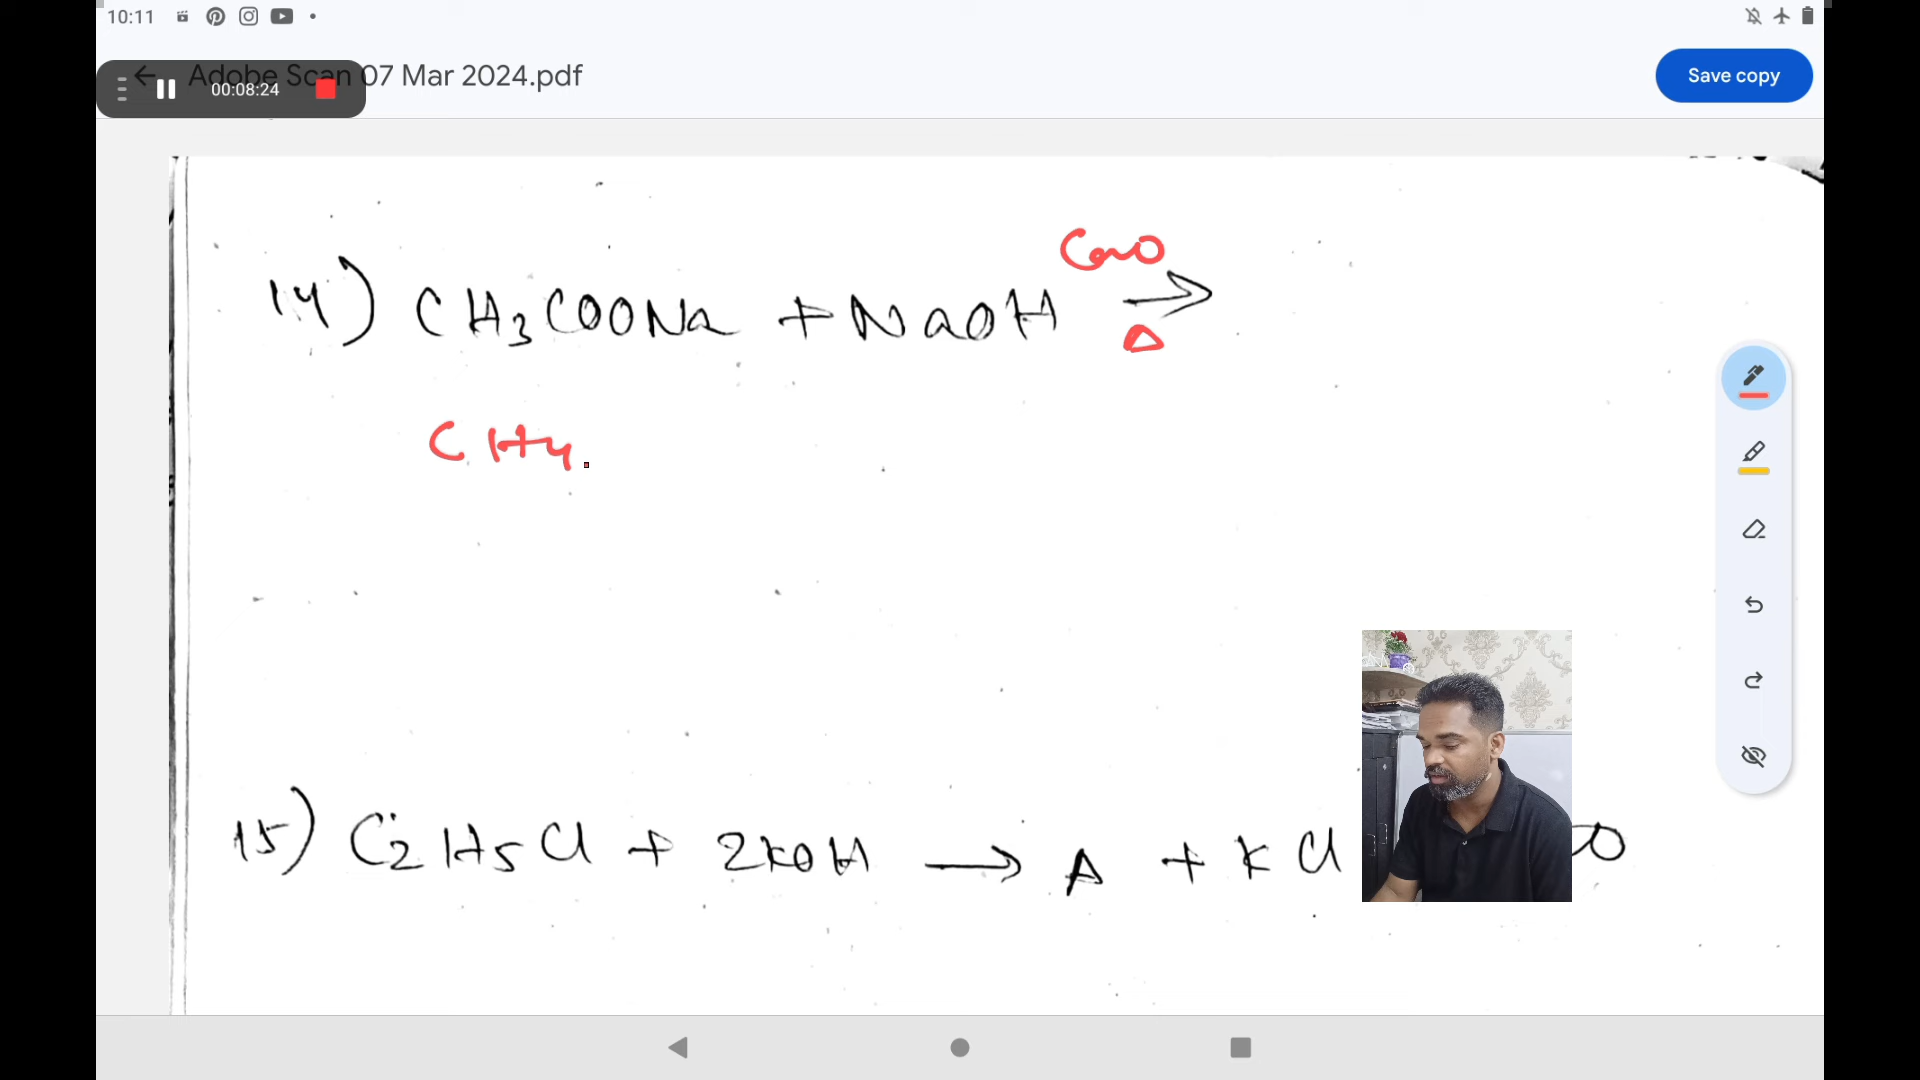 10:11
Adobe Scan 07 Mar 2024.pdf
00:08:24
Save copy
CaO
14) CH3COONa + NaOH →
Δ
CH4
15) C2H5Cl + 2KOH → A + KCl O